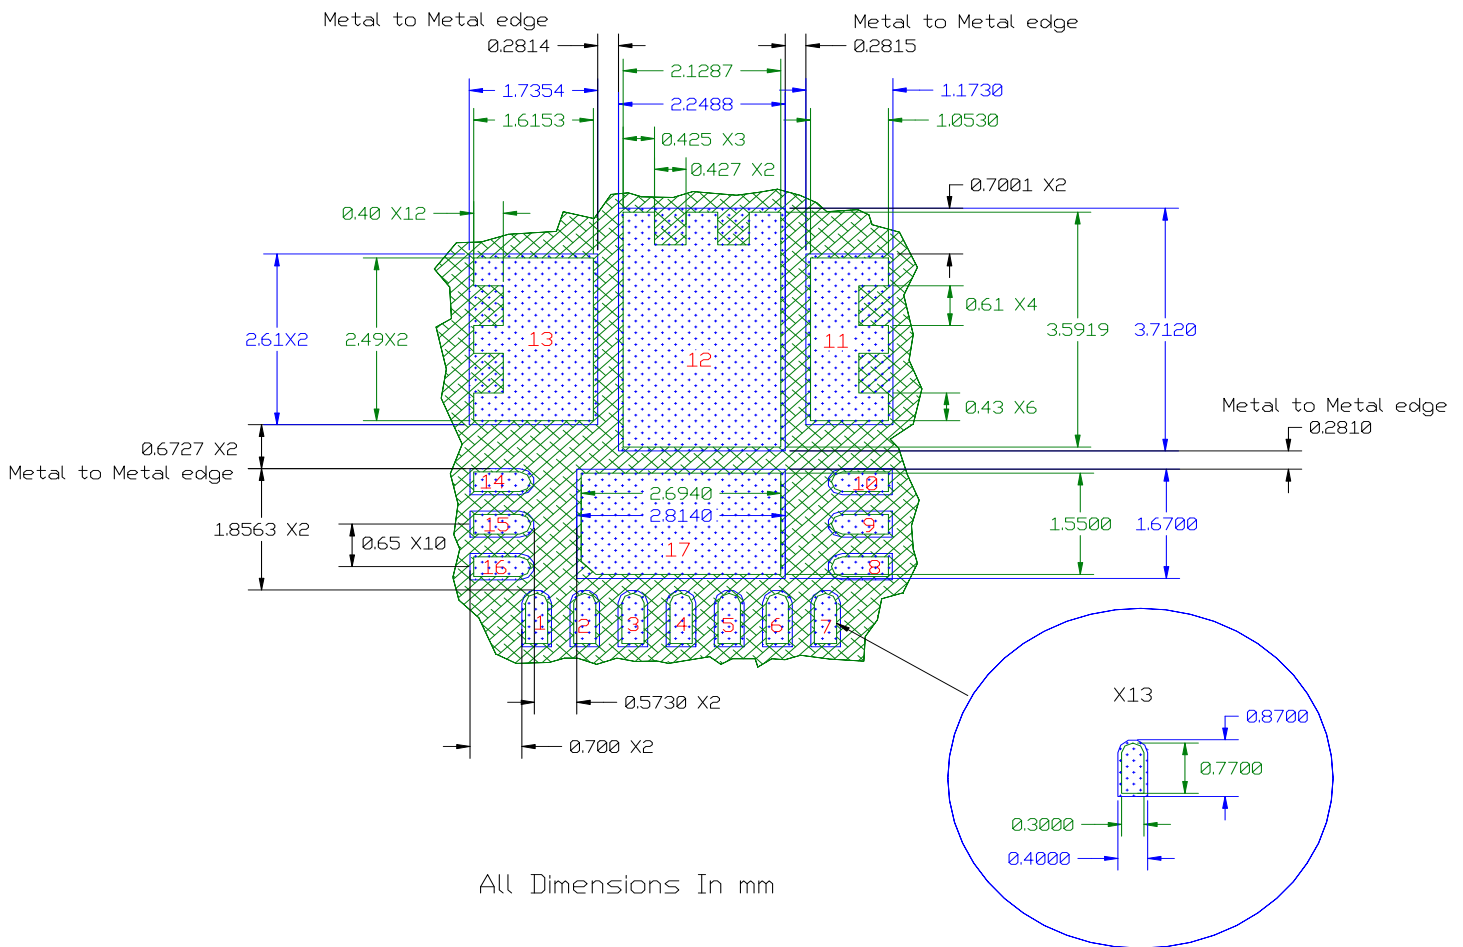 Metal to Metal edge
Metal to Metal edge
0.2814
0.2815
2.1287
1.7354
2.2488
1.1730
1.6153
1.0530
0.425 X3
0.427 X2
0.7001 X2
0.40 X12
0.61 X4
2.61X2
2.49X2
13
12
11
3.5919
3.7120
0.43 X6
Metal to Metal edge
0.2810
0.6727 X2
Metal to Metal edge
14
10
2.6940
2.8140
1.8563 X2
15
9
1.5500
1.6700
0.65 X10
17
16
8
1
2
3
4
5
6
7
0.5730 X2
0.700 X2
X13
0.8700
0.7700
0.3000
0.4000
All Dimensions In mm